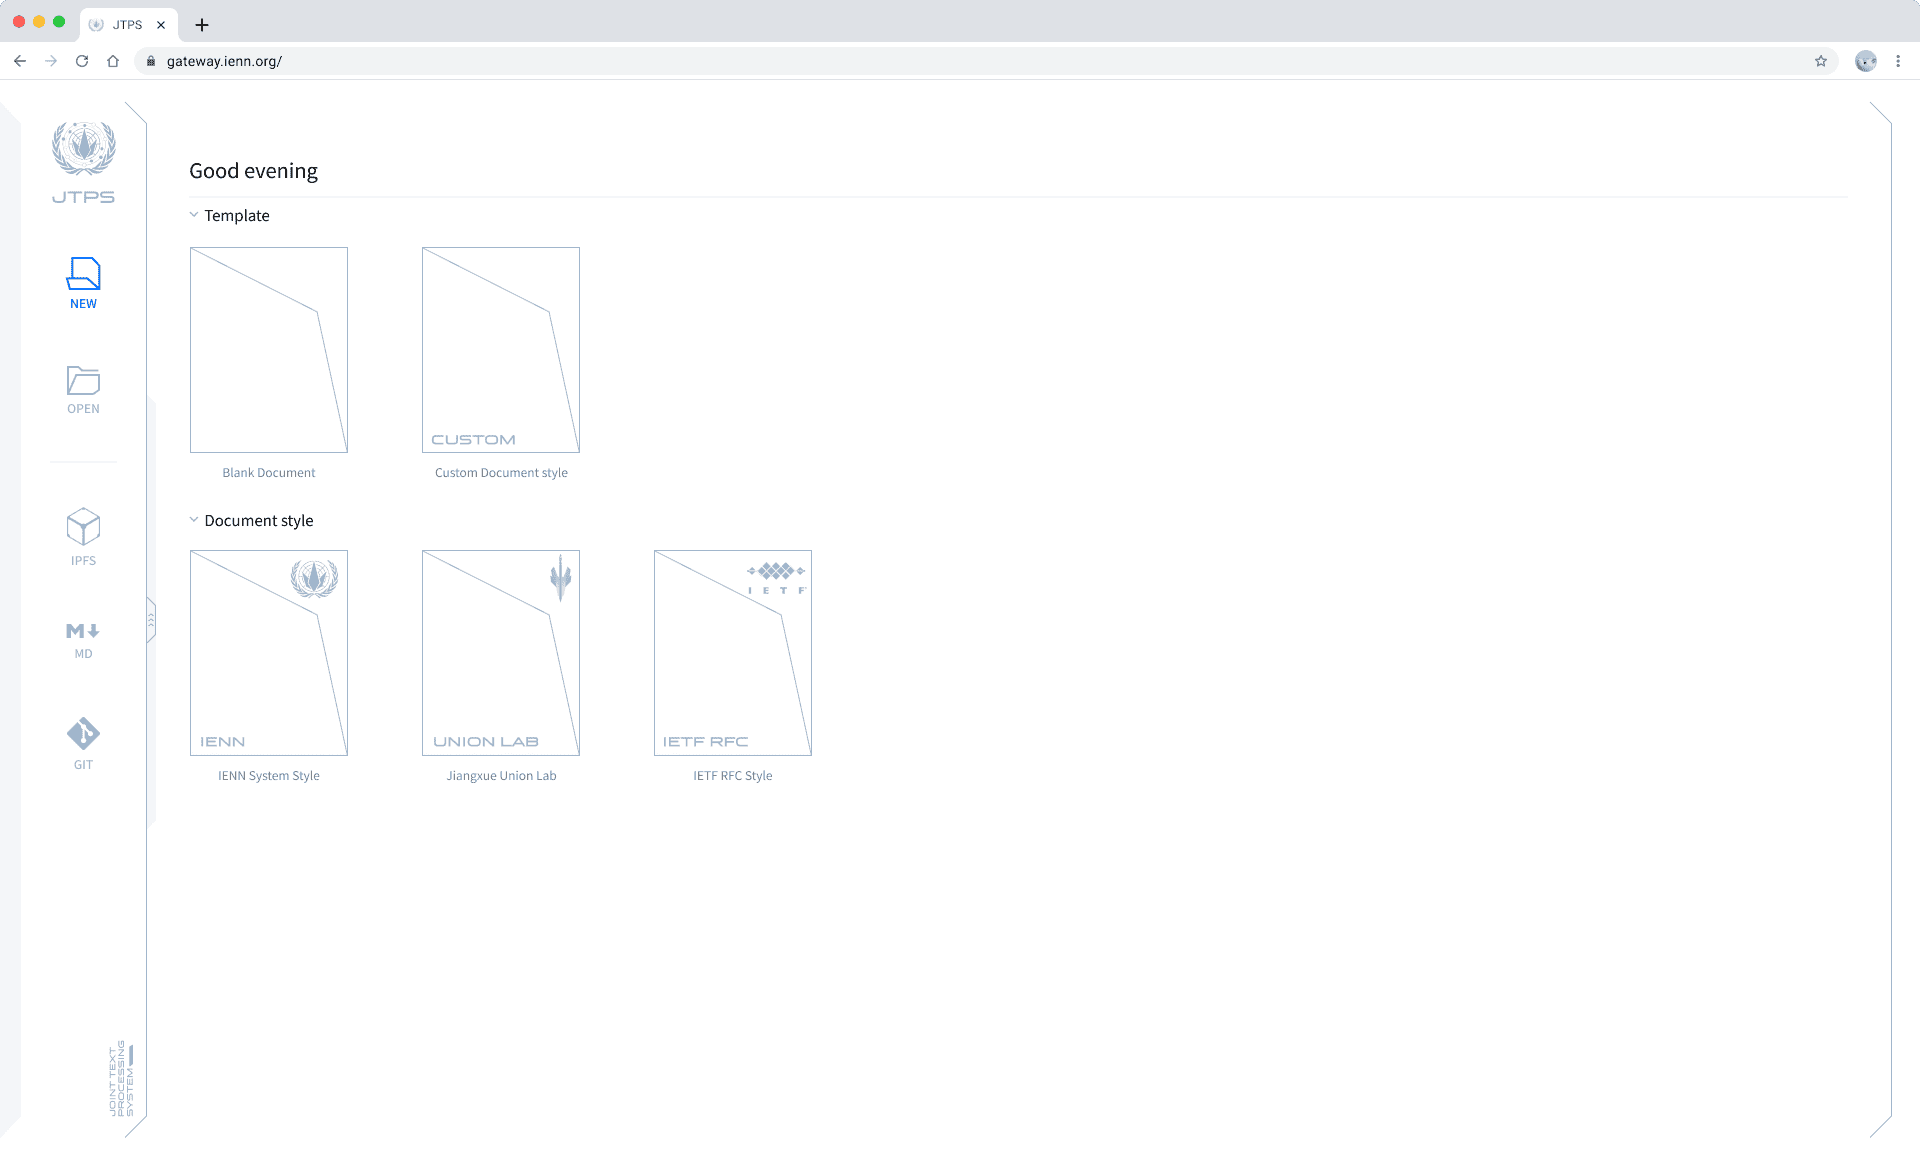 JTPS
gateway.ienn.org/
JTPS
NEW
OPEN
IPFS
M
MD
GIT
JOINT TEXT
PROCESSING
SYSTEM
Good evening
Template
CUSTOM
Blank Document
Custom Document style
Document style
IETF
IENN
UNION LAB
IETF RFC
IENN System Style
Jiangxue Union Lab
IETF RFC Style